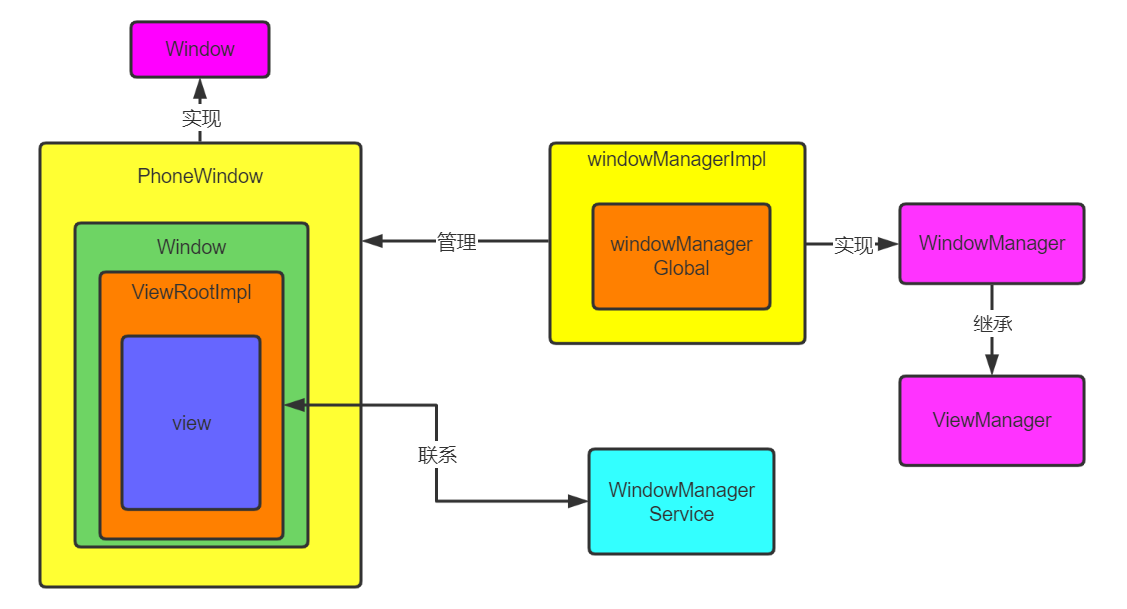 Window
实现
PhoneWindow
Window
ViewRootImpl
view
管理
windowManagerImpl
windowManager
Global
实现
WindowManager
继承
ViewManager
联系
WindowManager
Service